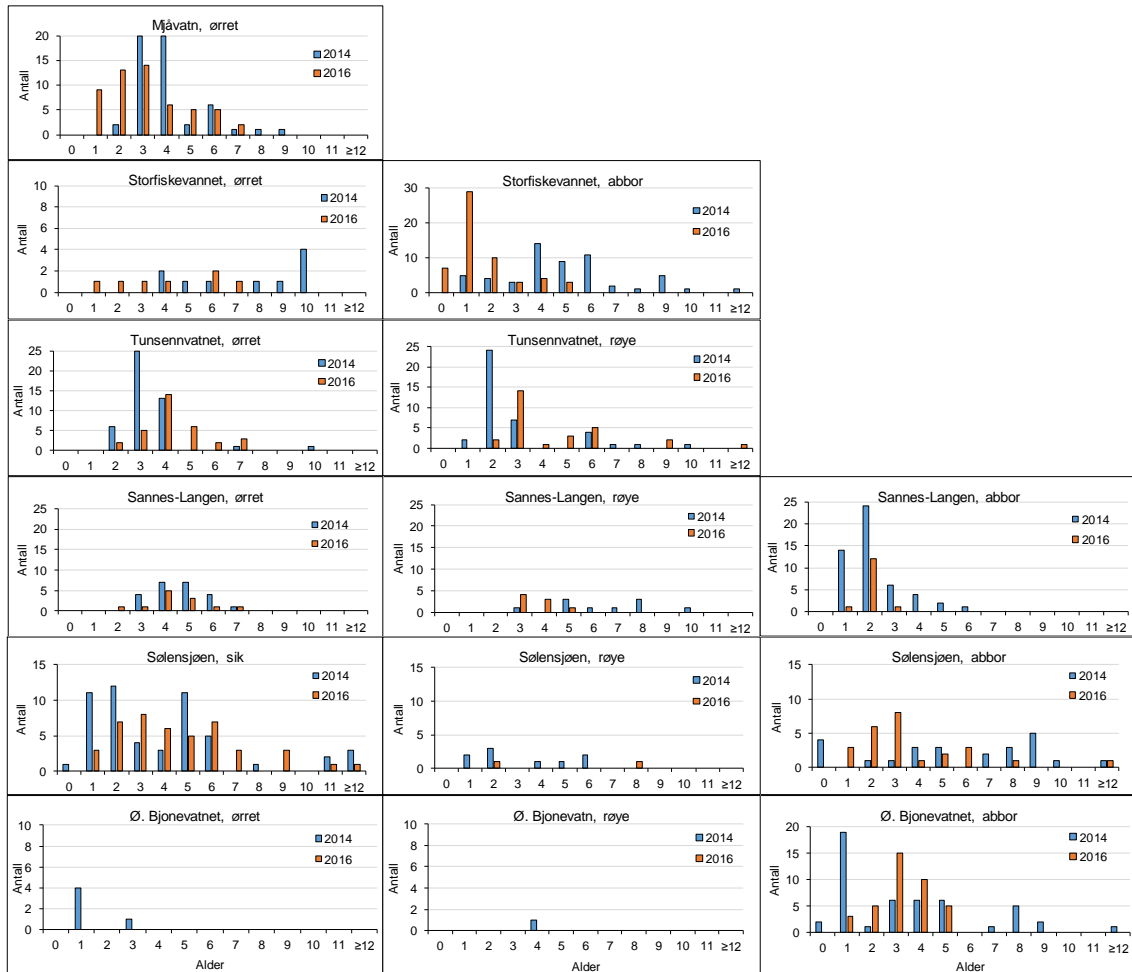 Mjåvatn, ørret
Antall
20
15
10
5
0
2014
2016
0 1 2 3 4 5 6 7 8 9 10 11 ≥12
Storfiskevannet, ørret
Antall
10
8
6
4
2
0
2014
2016
0 1 2 3 4 5 6 7 8 9 10 11 ≥12
Storfiskevannet, abbor
Antall
30
20
10
0
2014
2016
0 1 2 3 4 5 6 7 8 9 10 11 ≥12
Tunsennvatnet, ørret
Antall
25
20
15
10
5
0
2014
2016
0 1 2 3 4 5 6 7 8 9 10 11 ≥12
Tunsennvatnet, røye
Antall
25
20
15
10
5
0
2014
2016
0 1 2 3 4 5 6 7 8 9 10 11 ≥12
Sannes-Langen, ørret
Antall
25
20
15
10
5
0
2014
2016
0 1 2 3 4 5 6 7 8 9 10 11 ≥12
Sannes-Langen, røye
Antall
25
20
15
10
5
0
2014
2016
0 1 2 3 4 5 6 7 8 9 10 11 ≥12
Sannes-Langen, abbor
Antall
25
20
15
10
5
0
2014
2016
0 1 2 3 4 5 6 7 8 9 10 11 ≥12
Sølensjøen, sik
Antall
15
10
5
0
2014
2016
0 1 2 3 4 5 6 7 8 9 10 11 ≥12
Sølensjøen, røye
Antall
15
10
5
0
2014
2016
0 1 2 3 4 5 6 7 8 9 10 11 ≥12
Sølensjøen, abbor
Antall
15
10
5
0
2014
2016
0 1 2 3 4 5 6 7 8 9 10 11 ≥12
Ø. Bjonevatnet, ørret
Antall
10
8
6
4
2
0
2014
2016
0 1 2 3 4 5 6 7 8 9 10 11 ≥12
Alder
Ø. Bjonevatn, røye
Antall
10
8
6
4
2
0
2014
2016
0 1 2 3 4 5 6 7 8 9 10 11 ≥12
Alder
Ø. Bjonevatnet, abbor
Antall
20
15
10
5
0
2014
2016
0 1 2 3 4 5 6 7 8 9 10 11 ≥12
Alder